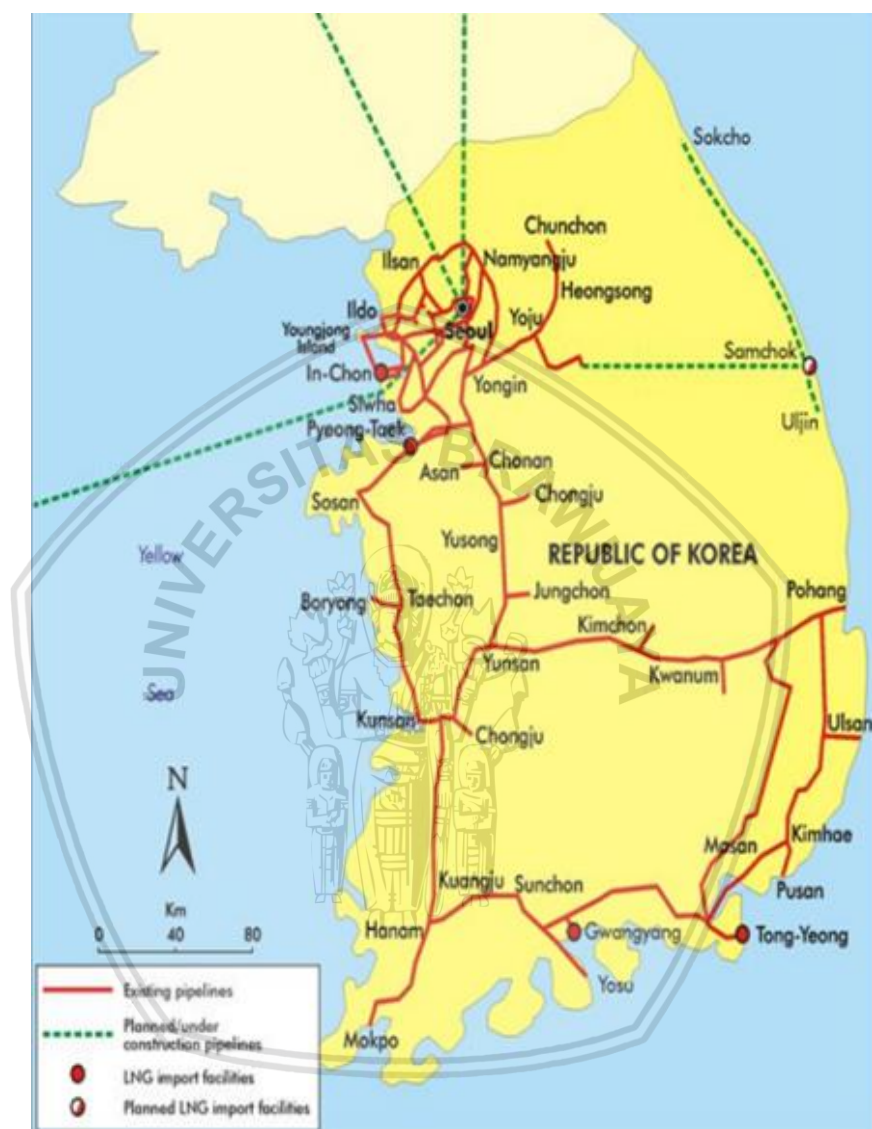 Sokcho
Chunchon
Ilsan
Namyangju
Heongsong
Ildo
Youngjong
Island
Seoul
Yoju
Samchok
In-Chon
Yongin
Siwha
Uljin
Pyeong-Taek
Asan
Chonan
Sosan
Chongju
Yusong
Yellow
REPUBLIC OF KOREA
Boryong
Taechon
Jungchon
Pohang
Kimchon
Yunsan
Kwanum
Sea
Kunsan
Chongju
Ulsan
N
Masan
Kimhae
Km
Kuangju
Sunchon
Pusan
0 40 80
Hanam
Gwangyang
Tong-Yeong
Yosu
Existing pipelines
Planned/under
construction pipelines
Mokpo
LNG import facilities
Planned LNG import facilities
UNIVERSITAS BRAWIJAYA